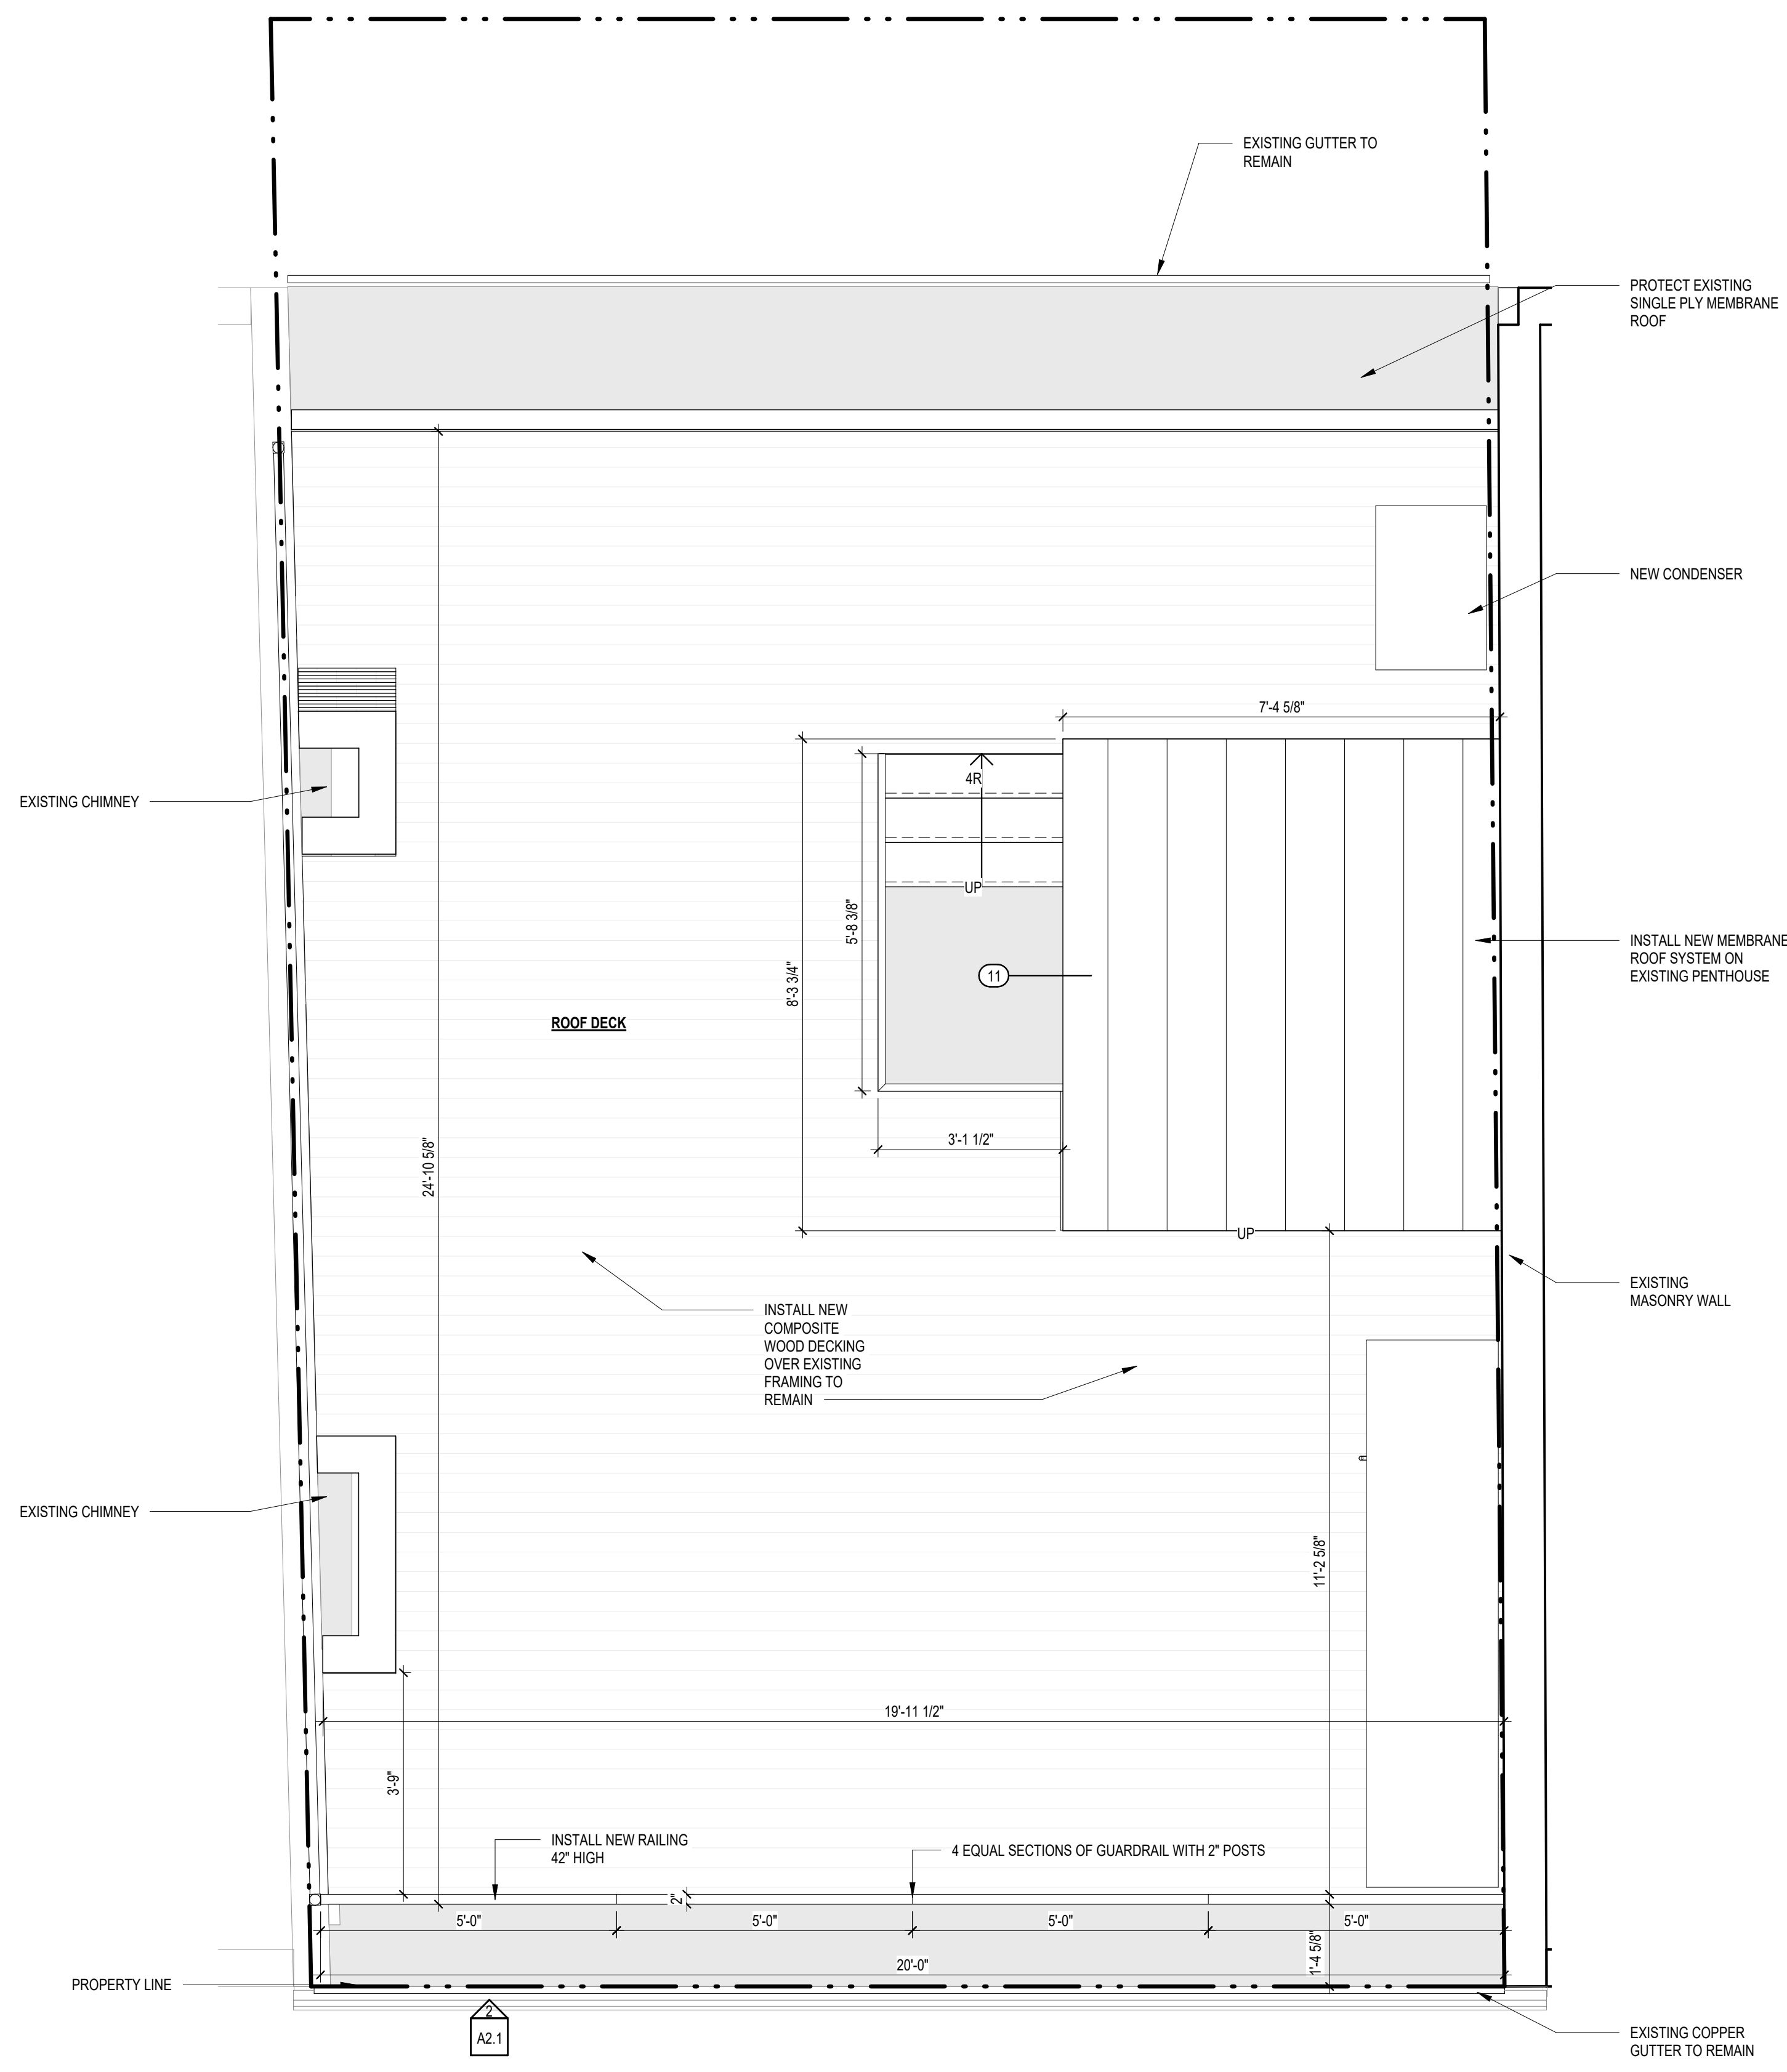 EXISTING GUTTER TO
REMAIN
PROTECT EXISTING
SINGLE PLY MEMBRANE
ROOF
NEW CONDENSER
7'-4 5/8"
4R
UP
EXISTING CHIMNEY
5'-8 3/8"
8'-3 3/4"
11
INSTALL NEW MEMBRANE
ROOF SYSTEM ON
EXISTING PENTHOUSE
ROOF DECK
24'-10 5/8"
3'-1 1/2"
UP
EXISTING
MASONRY WALL
INSTALL NEW
COMPOSITE
WOOD DECKING
OVER EXISTING
FRAMING TO
REMAIN
EXISTING CHIMNEY
11'-2 5/8"
19'-11 1/2"
3'-9"
INSTALL NEW RAILING
42" HIGH
4 EQUAL SECTIONS OF GUARDRAIL WITH 2" POSTS
2"
5'-0"
5'-0"
5'-0"
5'-0"
1'-4 5/8"
20'-0"
PROPERTY LINE
2
A2.1
EXISTING COPPER
GUTTER TO REMAIN